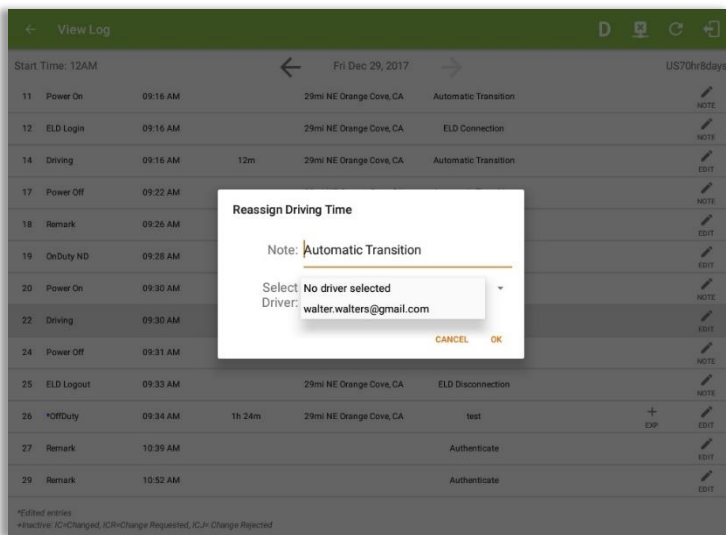 View Log
D
Start Time: 12AM Fri Dec 29, 2017 US70hr8days
11 Power On 09:16 AM 29mi NE Orange Cove, CA Automatic Transition NOTE
12 ELD Login 09:16 AM 29mi NE Orange Cove, CA ELD Connection NOTE
14 Driving 09:16 AM 12m 29mi NE Orange Cove, CA Automatic Transition EDIT
17 Power Off 09:22 AM NOTE
18 Remark 09:26 AM EDIT
19 OnDuty ND 09:28 AM EDIT
20 Power On 09:30 AM NOTE
22 Driving 09:30 AM EDIT
24 Power Off 09:31 AM NOTE
25 ELD Logout 09:33 AM 29mi NE Orange Cove, CA ELD Disconnection NOTE
26 *OffDuty 09:34 AM 1h 24m 29mi NE Orange Cove, CA test EXP EDIT
27 Remark 10:39 AM Authenticate EDIT
29 Remark 10:52 AM Authenticate EDIT
*Edited entries
+Inactive: IC=Changed, ICR=Change Requested, ICJ= Change Rejected
Reassign Driving Time
Note: Automatic Transition
Select Driver:
No driver selected
walter.walters@gmail.com
CANCEL OK